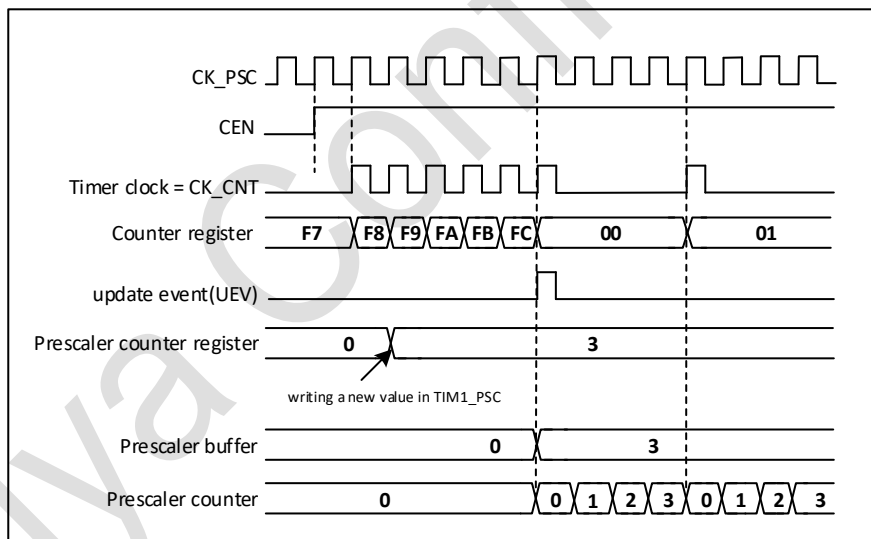 CK_PSC
CEN
Timer clock = CK_CNT
Counter register F7 F8 F9 FA FB FC 00 01
update event(UEV)
Prescaler counter register 0 3
writing a new value in TIM1_PSC
Prescaler buffer 0 3
Prescaler counter 0 0 1 2 3 0 1 2 3